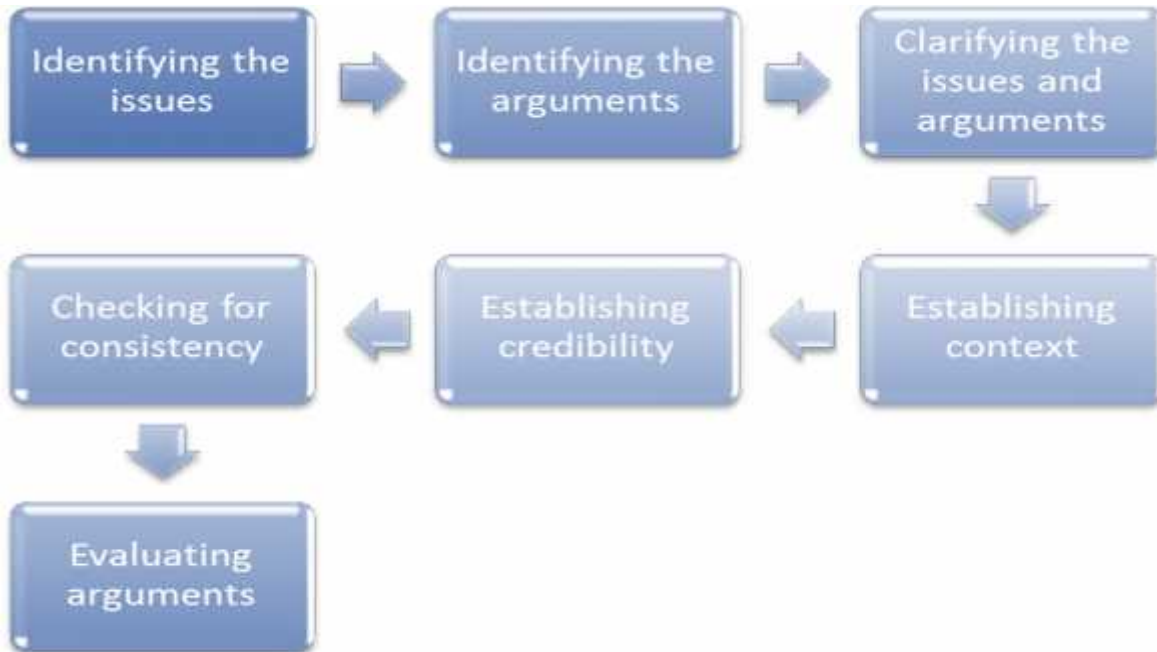 Identifying the
issues
Identifying the
arguments
Clarifying the
issues and
arguments
Establishing
context
Establishing
credibility
Checking for
consistency
Evaluating
arguments